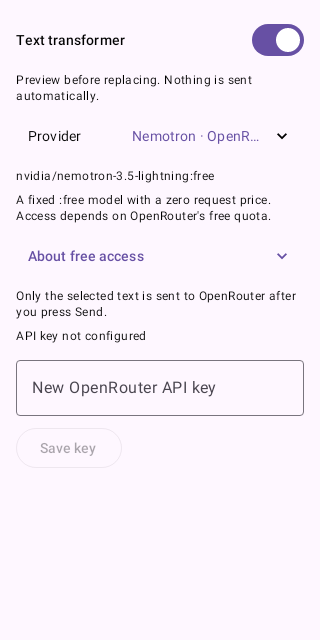 Text transformer
Preview before replacing. Nothing is sent
automatically.
Provider
Nemotron · OpenR…
nvidia/nemotron-3.5-lightning:free
A fixed :free model with a zero request price.
Access depends on OpenRouter's free quota.
About free access
Only the selected text is sent to OpenRouter after
you press Send.
API key not configured
New OpenRouter API key
Save key